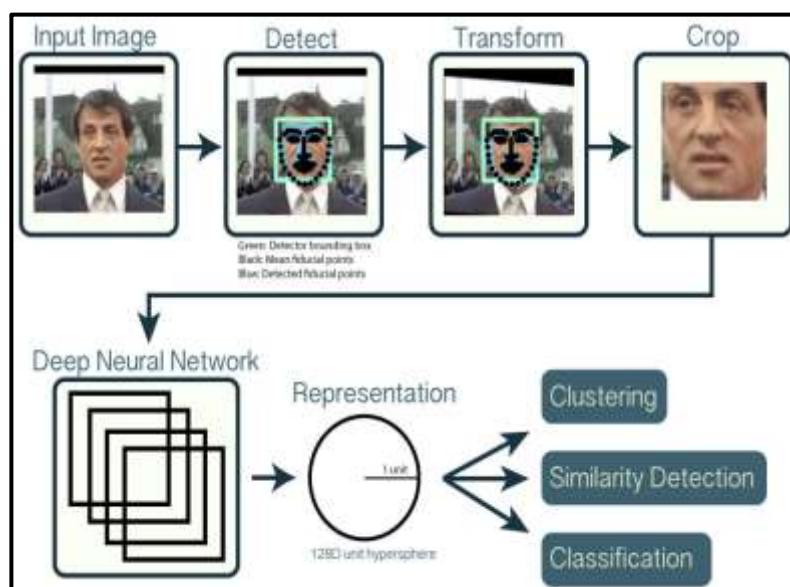 Input Image
Detect
Transform
Crop
Green: Detector bounding box
Black: Mean fiducial points
Blue: Detected fiducial points
Deep Neural Network
Representation
1 unit
128D unit hypersphere
Clustering
Similarity Detection
Classification